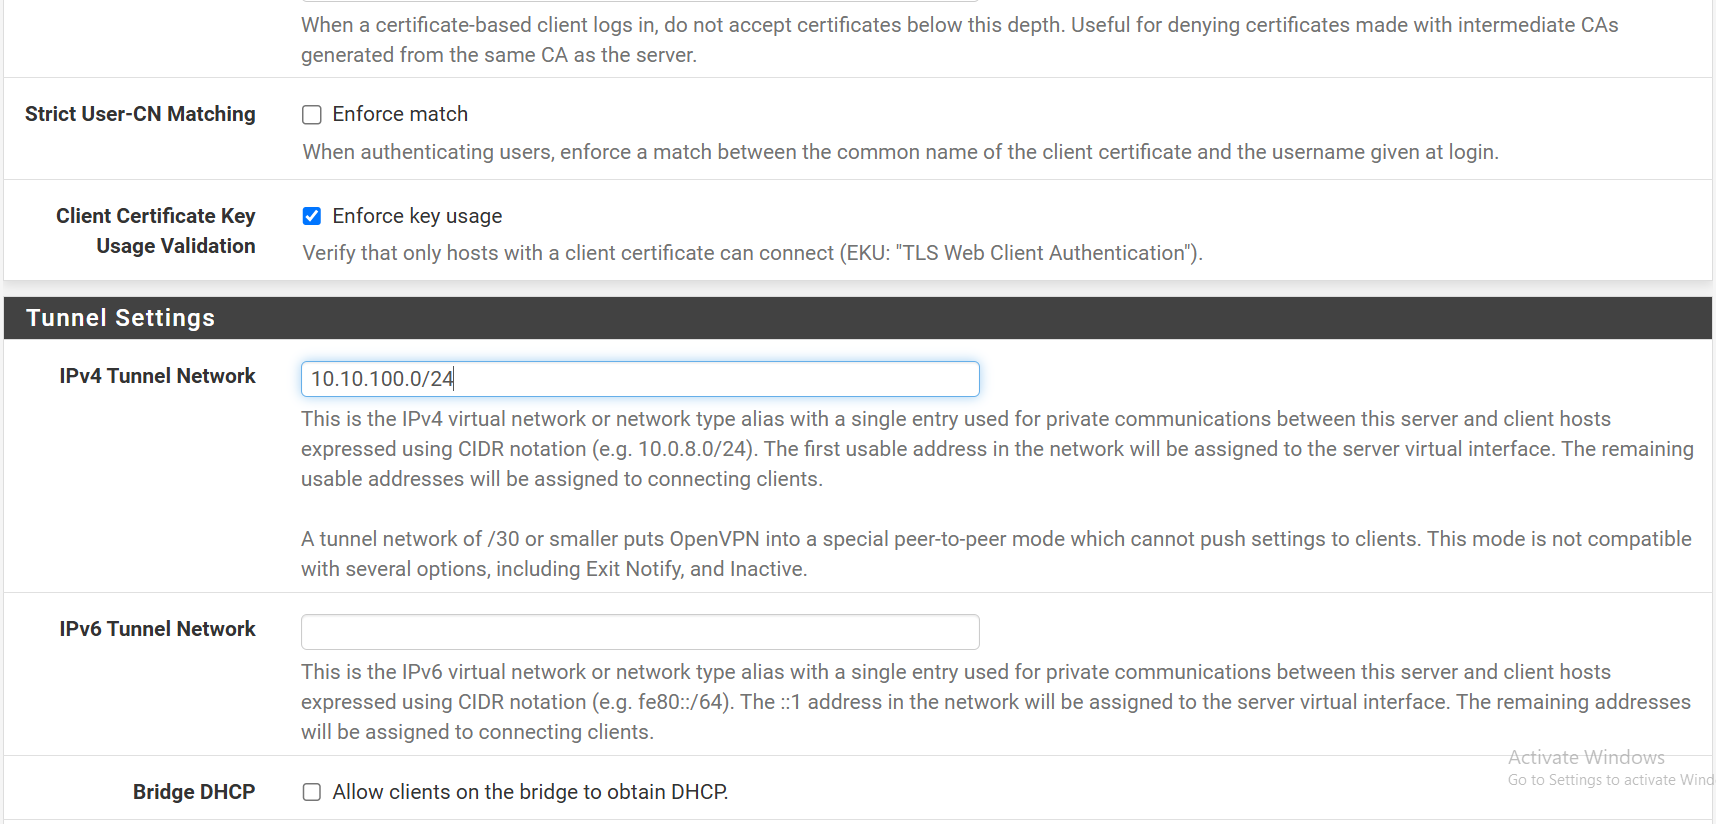 When a certificate-based client logs in, do not accept certificates below this depth. Useful for denying certificates made with intermediate CAs
generated from the same CA as the server.
Strict User-CN Matching
Enforce match
When authenticating users, enforce a match between the common name of the client certificate and the username given at login.
Client Certificate Key
Usage Validation
Enforce key usage
Verify that only hosts with a client certificate can connect (EKU: "TLS Web Client Authentication").
Tunnel Settings
IPv4 Tunnel Network
10.10.100.0/24
This is the IPv4 virtual network or network type alias with a single entry used for private communications between this server and client hosts
expressed using CIDR notation (e.g. 10.0.8.0/24). The first usable address in the network will be assigned to the server virtual interface. The remaining
usable addresses will be assigned to connecting clients.
A tunnel network of /30 or smaller puts OpenVPN into a special peer-to-peer mode which cannot push settings to clients. This mode is not compatible
with several options, including Exit Notify, and Inactive.
IPv6 Tunnel Network
This is the IPv6 virtual network or network type alias with a single entry used for private communications between this server and client hosts
expressed using CIDR notation (e.g. fe80::/64). The ::1 address in the network will be assigned to the server virtual interface. The remaining addresses
will be assigned to connecting clients.
Activate Windows
Go to Settings to activate Wind
Bridge DHCP
Allow clients on the bridge to obtain DHCP.